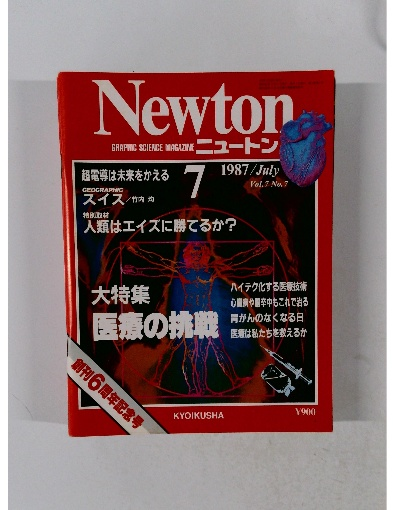 Newton
GRAPHIC SCIENCE MAGAZINE ニュートン
超電導は未来をかえる
7
1987/July
Vol.7 No.7
GEOGRAPHIC
スイス/竹内 均
特別取材
人類はエイズに勝てるか?
大特集
医療の挑戦
ハイテク化する医療技術
心臓病や脳卒中もこれで治る
胃がんのなくなる日
医療は私たちを救えるか
創刊6周年記念号
KYOIKUSHA
¥900